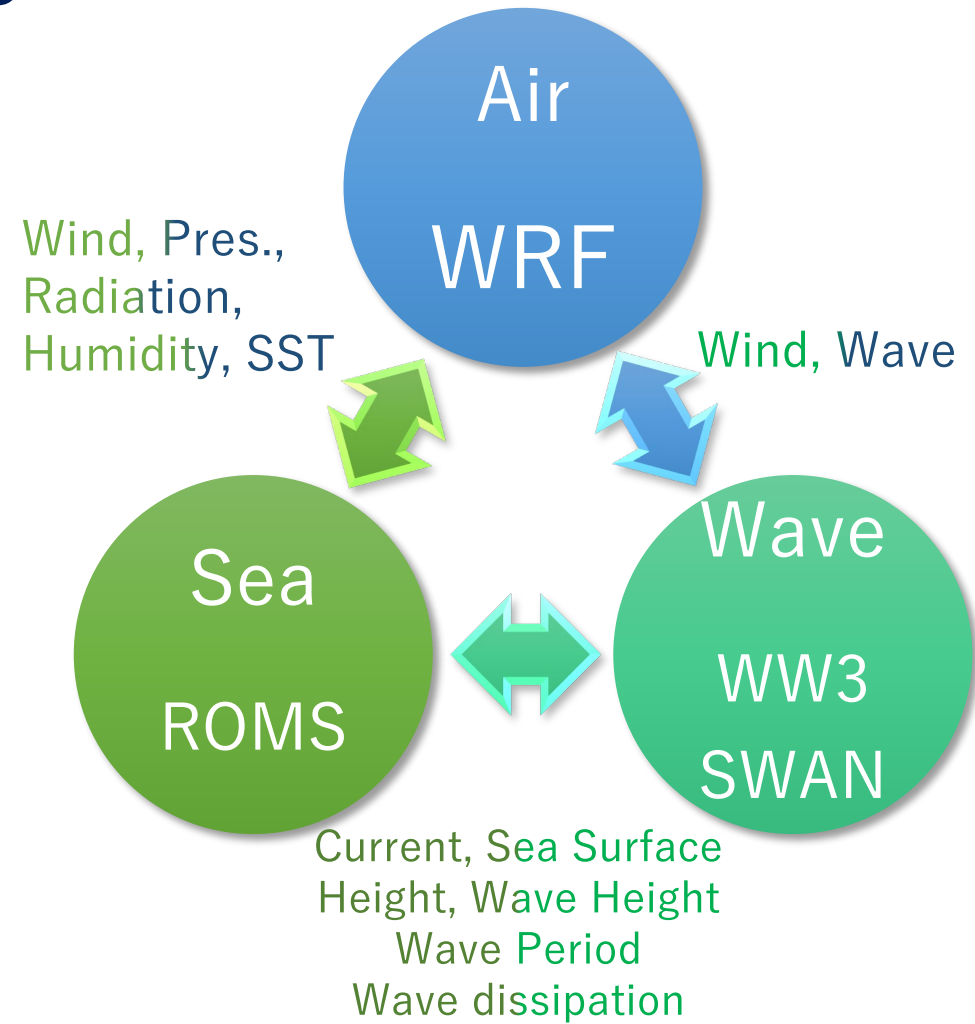 Air
WRF
Wind, Pres.,
Radiation,
Humidity, SST
Wind, Wave
Sea
ROMS
Wave
WW3
SWAN
Current, Sea Surface
Height, Wave Height
Wave Period
Wave dissipation